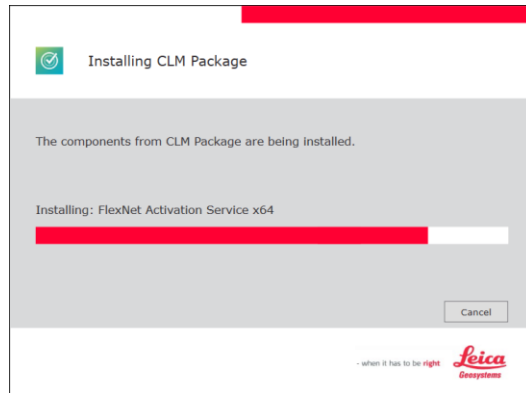 Installing CLM Package
The components from CLM Package are being installed.
Installing: FlexNet Activation Service x64
Cancel
- when it has to be right
Leica
Geosystems